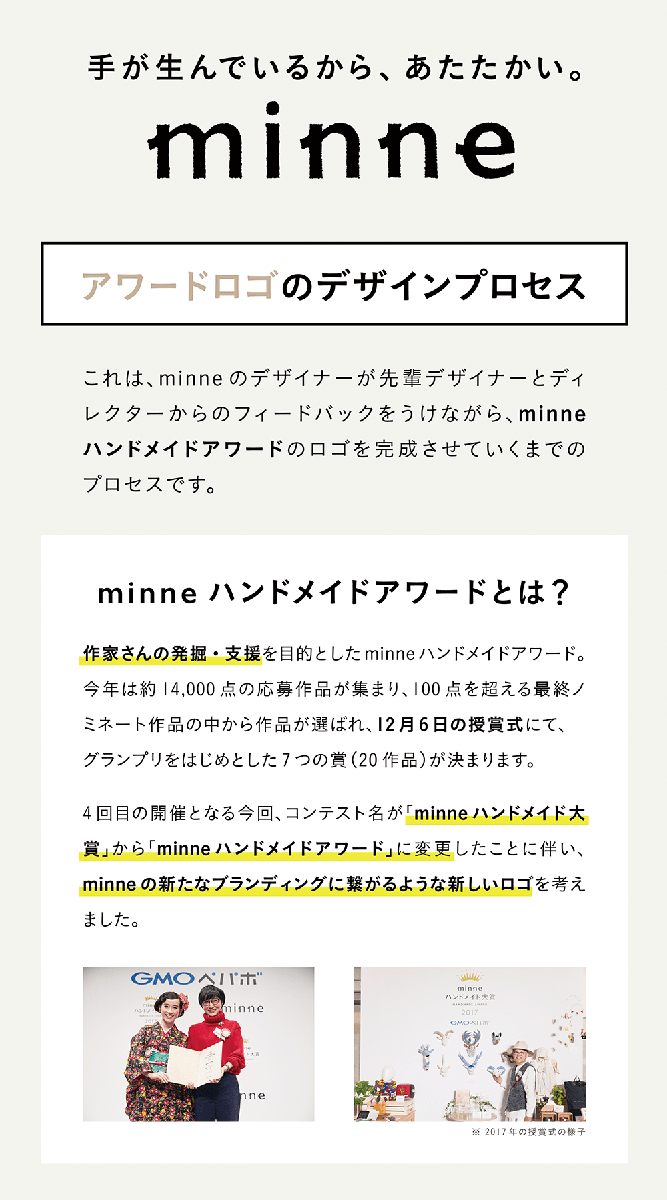 手が生んでいるから、あたたかい。
minne
アワードロゴのデザインプロセス
これは、minneのデザイナーが先輩デザイナーとディ
レクターからのフィードバックをうけながら、minne
ハンドメイドアワードのロゴを完成させていくまでの
プロセスです。
minne ハンドメイドアワードとは？
作家さんの発掘・支援を目的としたminneハンドメイドアワード。
今年は約14,000点の応募作品が集まり、100点を超える最終ノ
ミネート作品の中から作品が選ばれ、12月6日の授賞式にて、
グランプリをはじめとした7つの賞（20作品）が決まります。
4回目の開催となる今回、コンテスト名が「minneハンドメイド大
賞」から「minneハンドメイドアワード」に変更したことに伴い、
minneの新たなブランディングに繋がるような新しいロゴを考え
ました。
GMOペパボ
minne
minne
ハンドメイド大賞
2017
GMOペパボ
※ 2017年の授賞式の様子